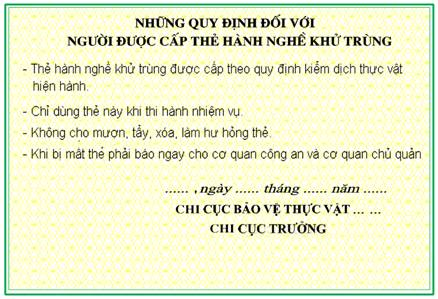 NHỮNG QUY ĐỊNH ĐỐI VỚI
NGƯỜI ĐƯỢC CẤP THẺ HÀNH NGHỀ KHỬ TRÙNG
- Thẻ hành nghề khử trùng được cấp theo quy định kiểm dịch thực vật
hiện hành.
- Chỉ dùng thẻ này khi thi hành nhiệm vụ.
- Không cho mượn, tẩy, xóa, làm hư hỏng thẻ.
- Khi bị mất thẻ phải báo ngay cho cơ quan công an và cơ quan chủ quản
...... , ngày ...... tháng ...... năm ......
CHI CỤC BẢO VỆ THỰC VẬT ... ...
CHI CỤC TRƯỞNG